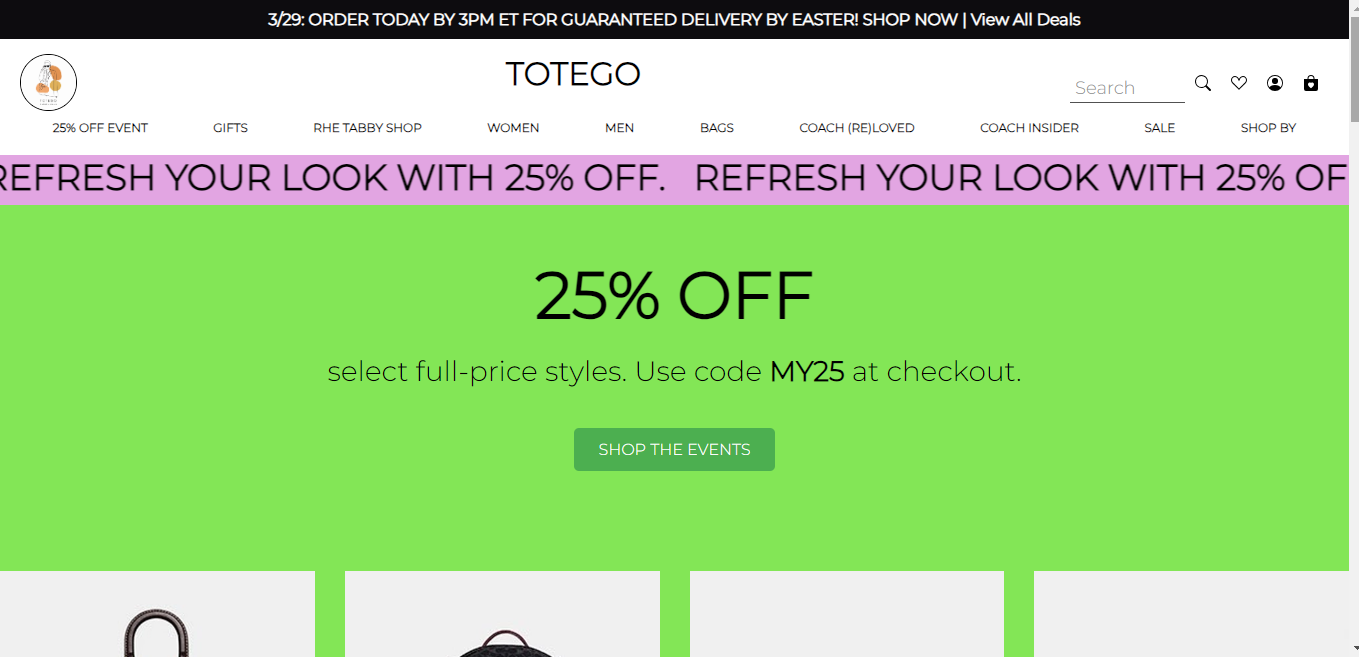 3/29: ORDER TODAY BY 3PM ET FOR GUARANTEED DELIVERY BY EASTER! SHOP NOW | View All Deals
TOTEGO
Search
25% OFF EVENT GIFTS RHE TABBY SHOP WOMEN MEN BAGS COACH (RE)LOVED COACH INSIDER SALE SHOP BY
REFRESH YOUR LOOK WITH 25% OFF. REFRESH YOUR LOOK WITH 25% OF
25% OFF
select full-price styles. Use code MY25 at checkout.
SHOP THE EVENTS